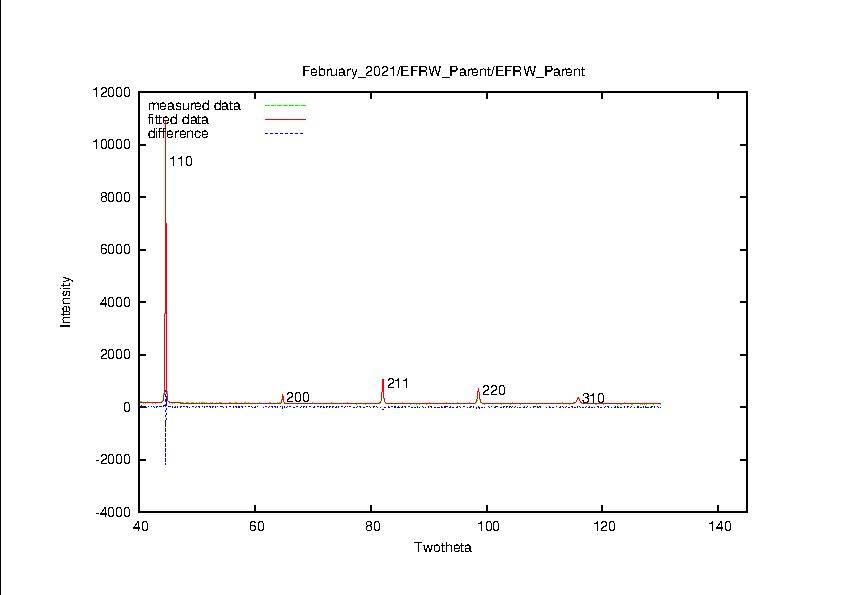 February_2021/EFRW_Parent/EFRW_Parent
12000
measured data
fitted data
difference
10000
110
8000
6000
Intensity
4000
2000
211
220
200
310
0
-2000
-4000
40 60 80 100 120 140
Twotheta